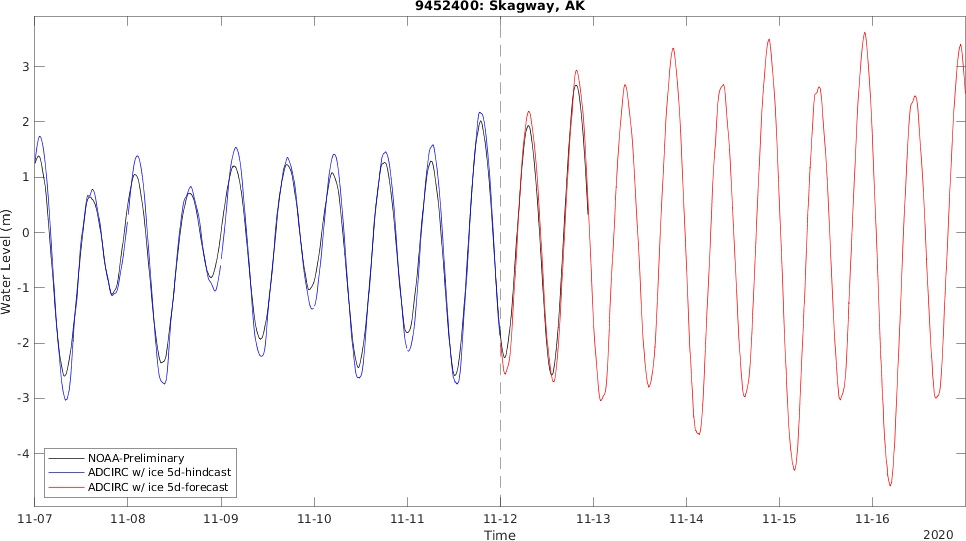 9452400: Skagway, AK
3
2
1
0
-1
-2
-3
-4
Water Level (m)
NOAA-Preliminary
ADCIRC w/ ice 5d-hindcast
ADCIRC w/ ice 5d-forecast
11-07 11-08 11-09 11-10 11-11 11-12 11-13 11-14 11-15 11-16
Time
2020